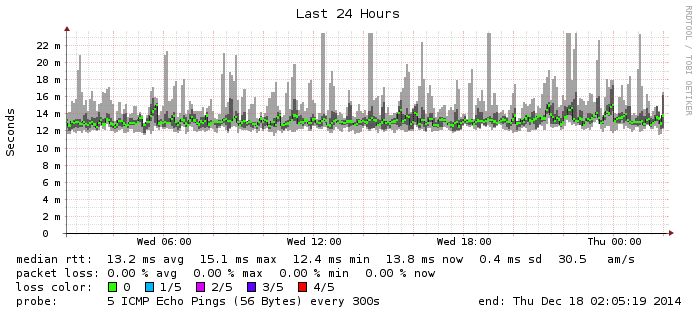 Last 24 Hours
RRDTOOL / TOBI OETIKER
Seconds
22 m
20 m
18 m
16 m
14 m
12 m
10 m
8 m
6 m
4 m
2 m
0
Wed 06:00 Wed 12:00 Wed 18:00 Thu 00:00
median rtt: 13.2 ms avg 15.1 ms max 12.4 ms min 13.8 ms now 0.4 ms sd 30.5 am/s
packet loss: 0.00 % avg 0.00 % max 0.00 % min 0.00 % now
loss color: 0 1/5 2/5 3/5 4/5
probe: 5 ICMP Echo Pings (56 Bytes) every 300s end: Thu Dec 18 02:05:19 2014